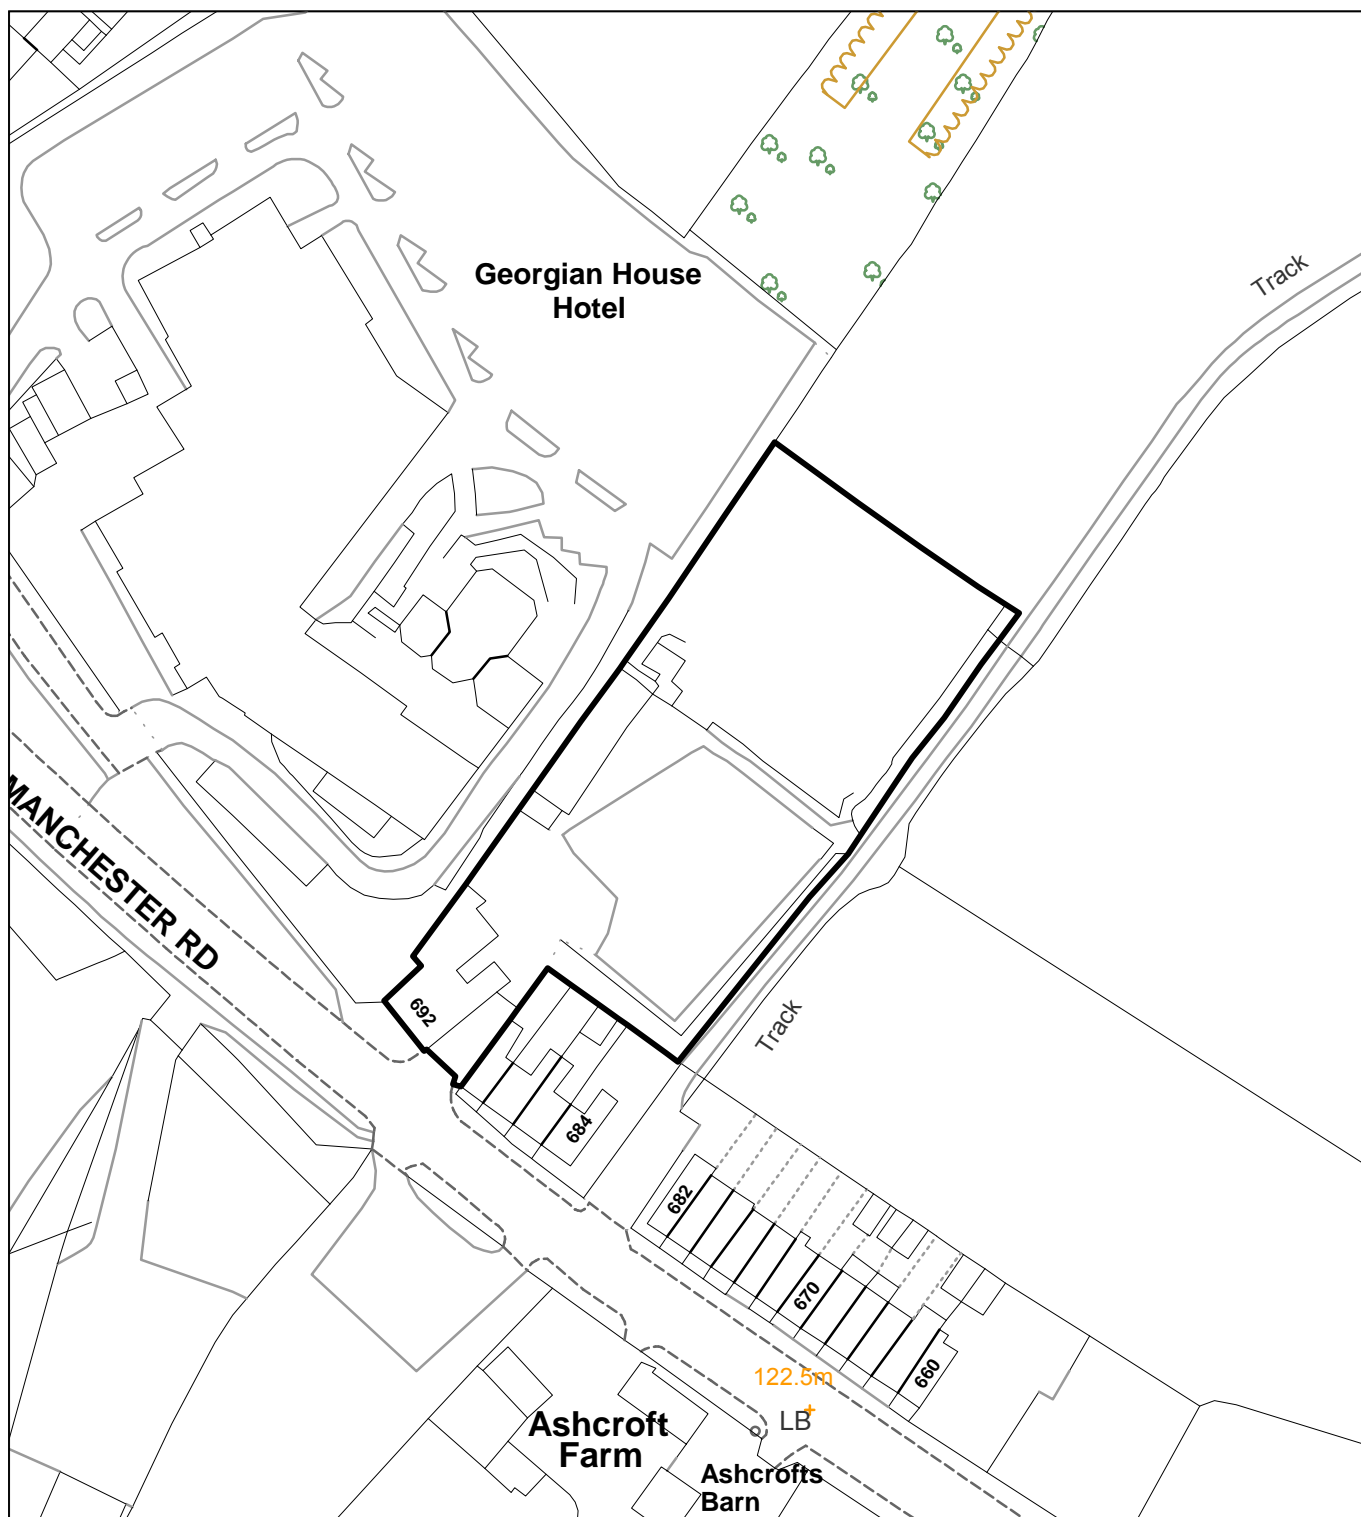 Georgian House
Hotel
Track
MANCHESTER RD
692
Track
684
682
670
660
122.5m
LB
Ashcroft
Farm
Ashcrofts
Barn